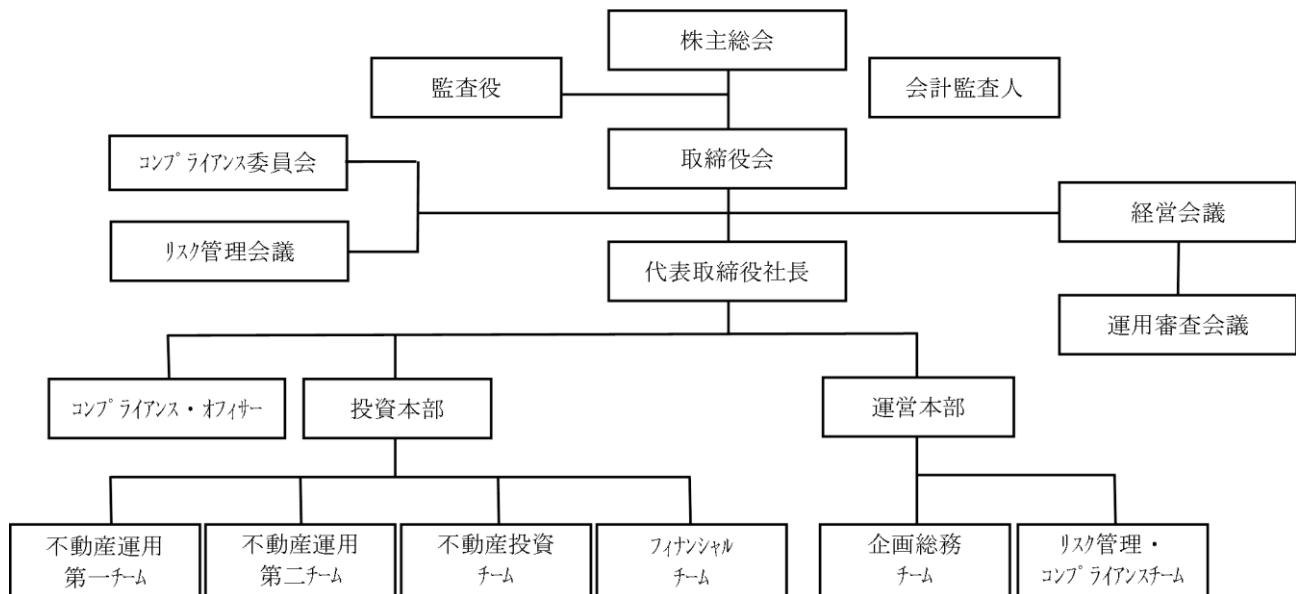 株主総会
監査役
会計監査人
コンプライアンス委員会
取締役会
経営会議
リスク管理会議
代表取締役社長
運用審査会議
コンプライアンス・オフィサー
投資本部
運営本部
不動産運用
第一チーム
不動産運用
第二チーム
不動産投資
チーム
フィナンシャル
チーム
企画総務
チーム
リスク管理・
コンプライアンスチーム